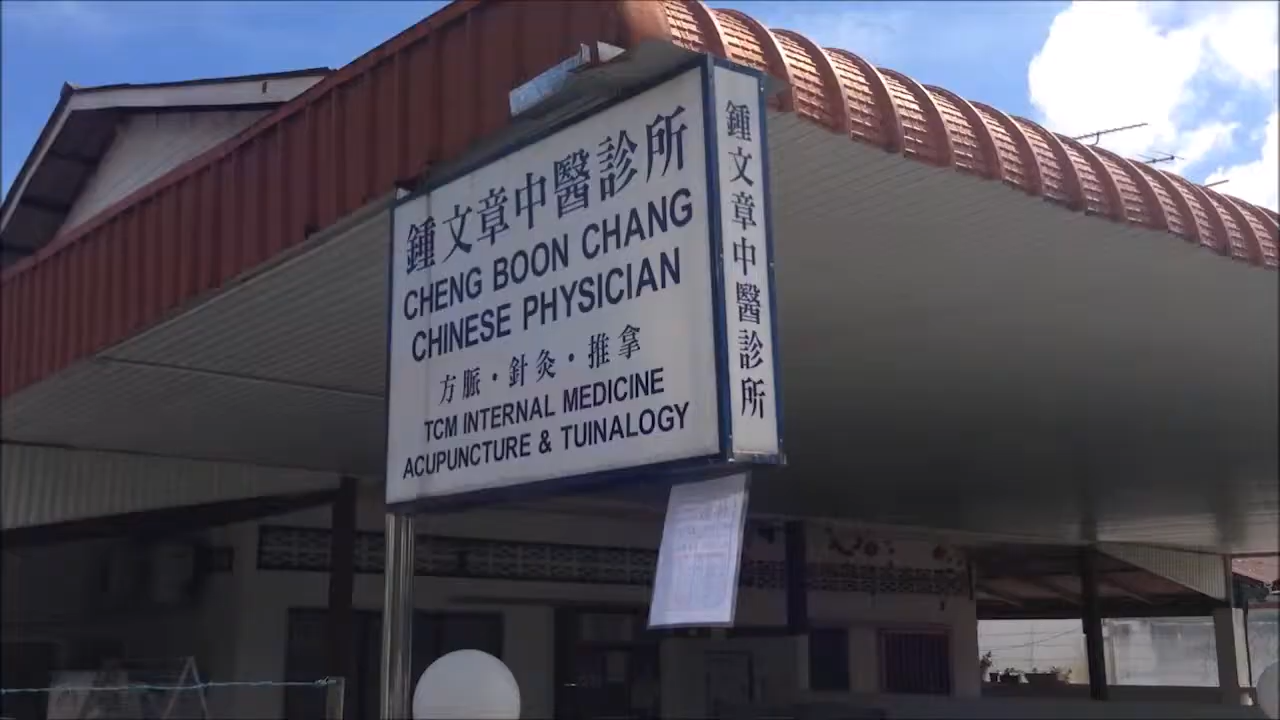 鍾文章中醫診所
CHENG BOON CHANG
CHINESE PHYSICIAN
方脈・針灸・推拿
TCM INTERNAL MEDICINE
ACUPUNCTURE & TUINALOGY
鍾文章中醫診所